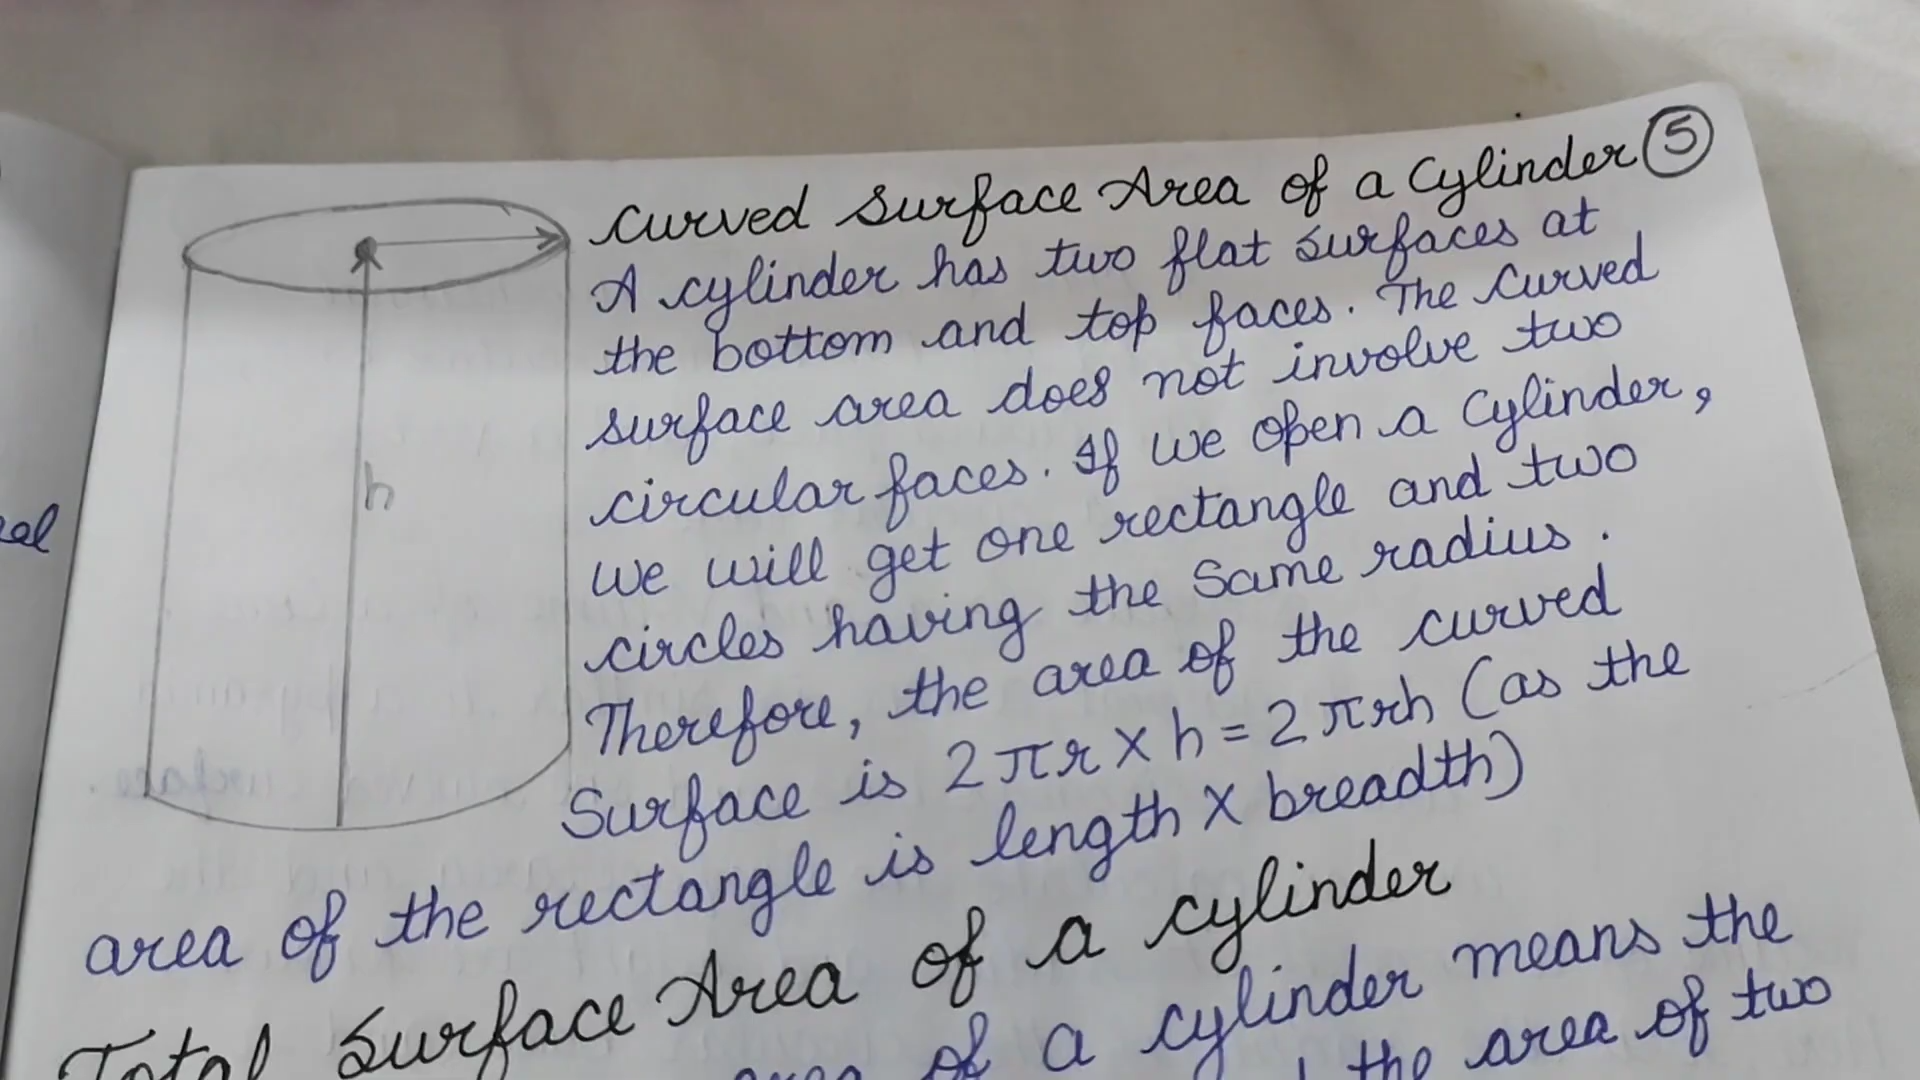 Curved Surface Area of a Cylinder 5
A cylinder has two flat surfaces at
the bottom and top faces. The curved
surface area does not involve two
circular faces. If we open a cylinder,
we will get one rectangle and two
circles having the same radius.
Therefore, the area of the curved
Surface is 2πr × h = 2πrh (as the
area of the rectangle is length × breadth)
Total Surface Area of a cylinder
area of a cylinder means the
the area of two
h